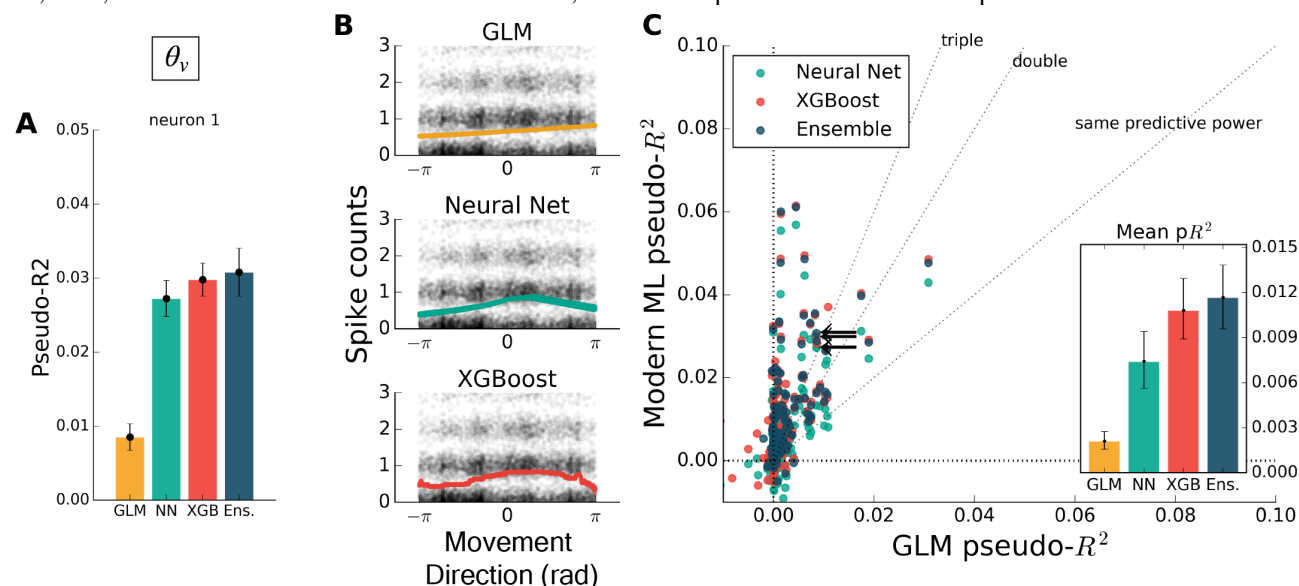 θᵥ
A
neuron 1
Pseudo-R2
0.05
0.04
0.03
0.02
0.01
0.00
GLM NN XGB Ens.
B
Spike counts
GLM
3
2
1
0
−π 0 π
Neural Net
3
2
1
0
−π 0 π
XGBoost
3
2
1
0
−π 0 π
Movement
Direction (rad)
C
Modern ML pseudo-R²
0.10
0.08
0.06
0.04
0.02
0.00
Neural Net
XGBoost
Ensemble
triple
double
same predictive power
Mean pR²
0.015
0.012
0.009
0.006
0.003
0.000
GLM NN XGB Ens.
0.00 0.02 0.04 0.06 0.08 0.10
GLM pseudo-R²